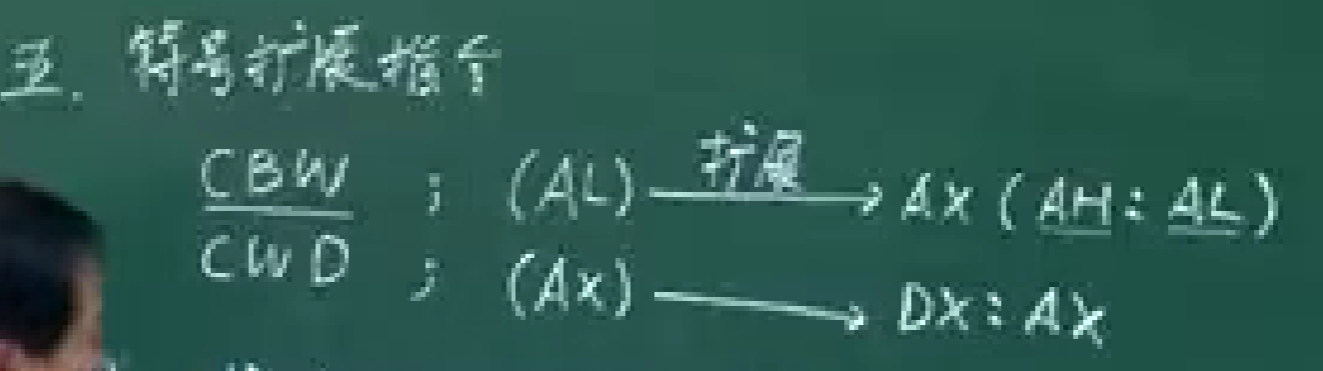 五. 符号扩展指令
CBW ; (AL) 扩展→ AX (AH: AL)
CWD ; (AX) → DX: AX